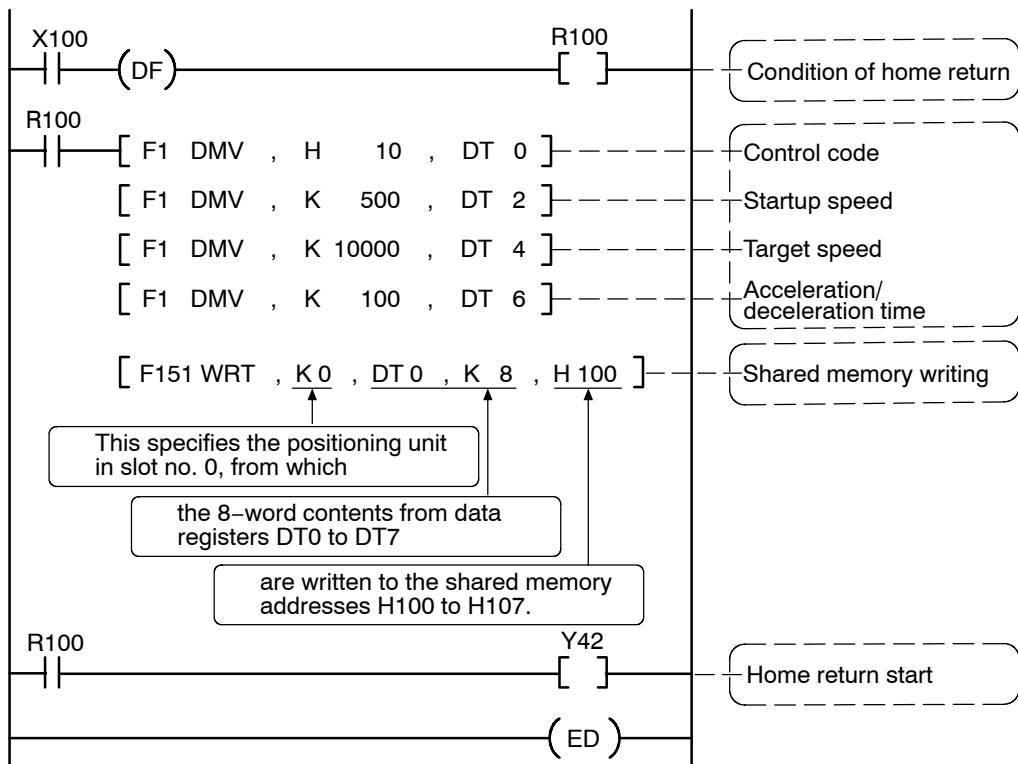 X100
R100
(DF)
[ ]
Condition of home return
R100
[ F1 DMV , H 10 , DT 0 ]
Control code
[ F1 DMV , K 500 , DT 2 ]
Startup speed
[ F1 DMV , K 10000 , DT 4 ]
Target speed
[ F1 DMV , K 100 , DT 6 ]
Acceleration/
deceleration time
[ F151 WRT , K 0 , DT 0 , K 8 , H 100 ]
Shared memory writing
This specifies the positioning unit
in slot no. 0, from which
the 8−word contents from data
registers DT0 to DT7
are written to the shared memory
addresses H100 to H107.
R100
Y42
[ ]
Home return start
(ED)